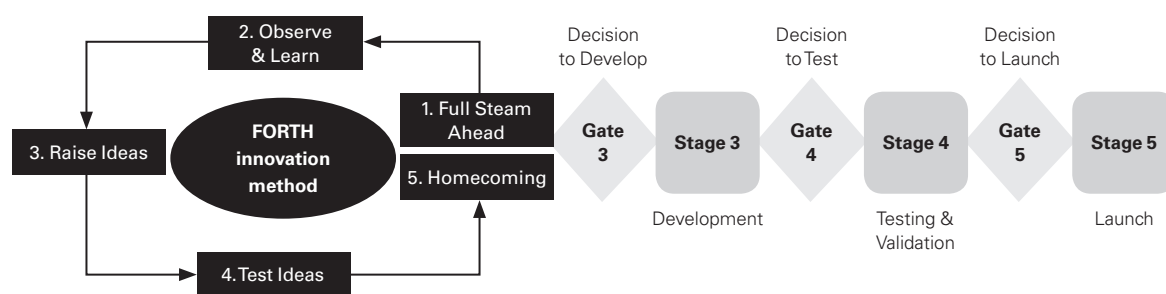 2. Observe
& Learn
1. Full Steam
Ahead
3. Raise Ideas
FORTH
innovation
method
5. Homecoming
4. Test Ideas
Decision
to Develop
Gate
3
Stage 3
Development
Decision
to Test
Gate
4
Stage 4
Testing &
Validation
Decision
to Launch
Gate
5
Stage 5
Launch